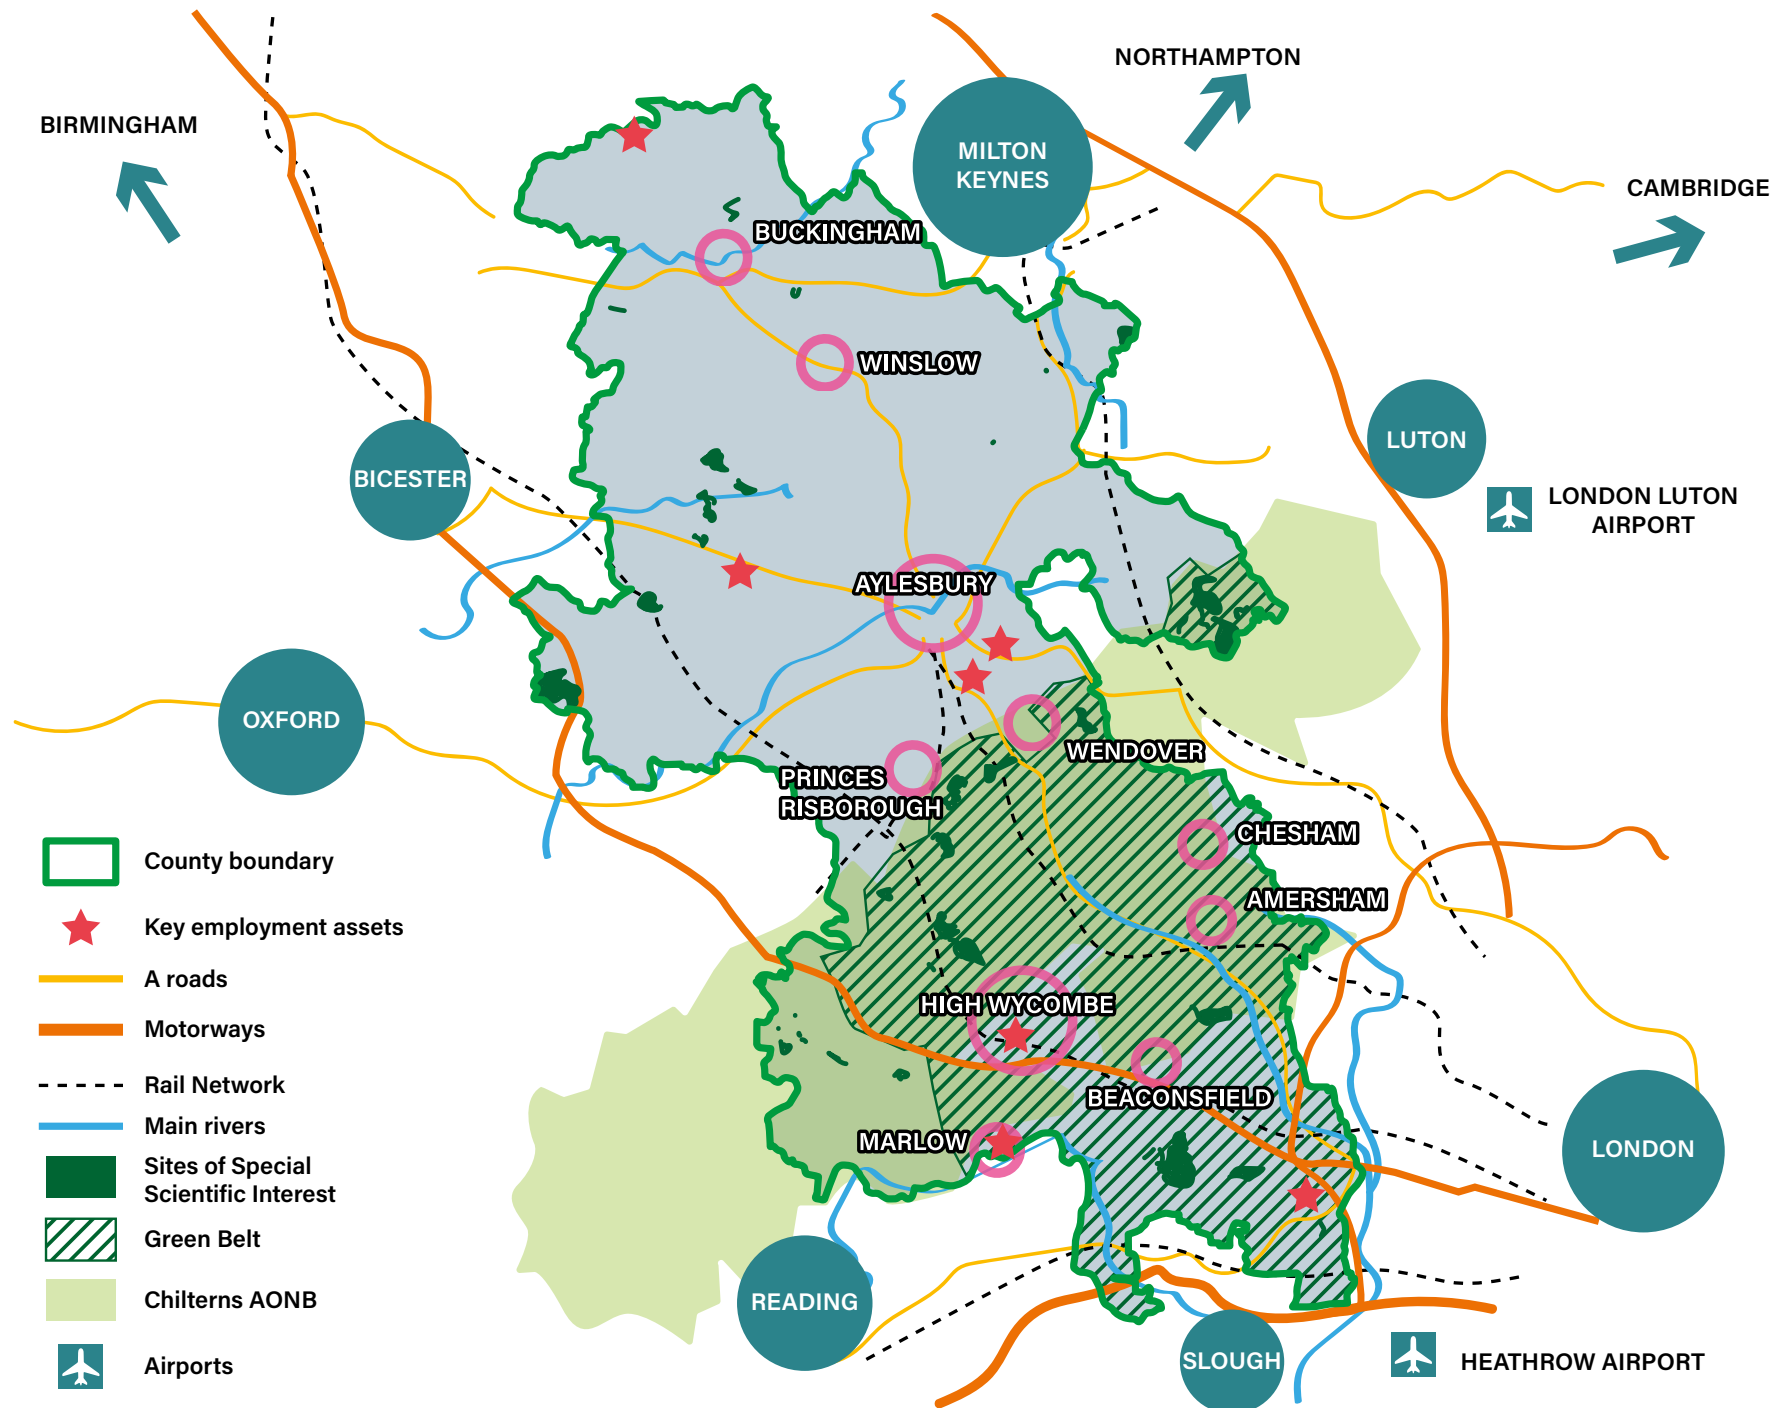 NORTHAMPTON
BIRMINGHAM
MILTON
KEYNES
CAMBRIDGE
BUCKINGHAM
WINSLOW
LUTON
BICESTER
LONDON LUTON
AIRPORT
AYLESBURY
OXFORD
WENDOVER
PRINCES
RISBOROUGH
CHESHAM
AMERSHAM
HIGH WYCOMBE
BEACONSFIELD
MARLOW
LONDON
READING
SLOUGH
HEATHROW AIRPORT
County boundary
Key employment assets
A roads
Motorways
Rail Network
Main rivers
Sites of Special
Scientific Interest
Green Belt
Chilterns AONB
Airports